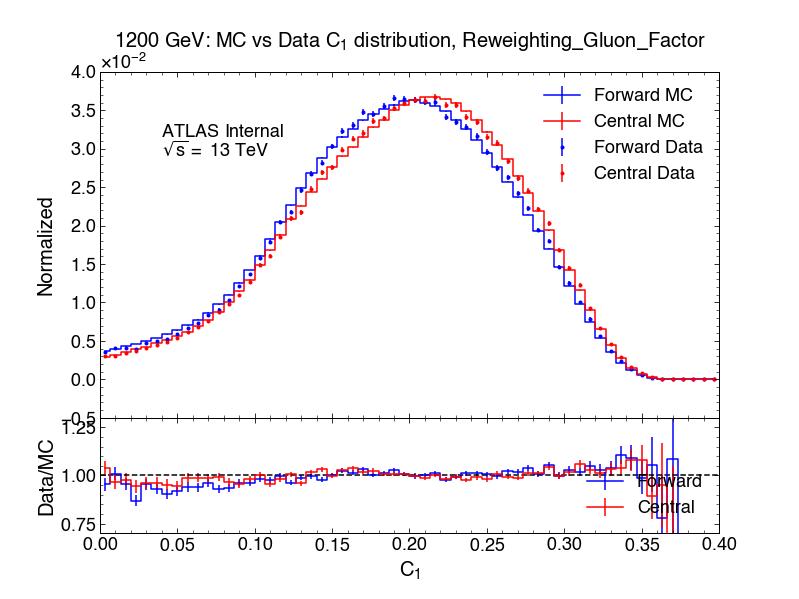 1200 GeV: MC vs Data C₁ distribution, Reweighting_Gluon_Factor
×10⁻²
4.0
3.5
3.0
2.5
2.0
1.5
1.0
0.5
0.0
−0.5
Normalized
ATLAS Internal
√s = 13 TeV
Forward MC
Central MC
Forward Data
Central Data
1.25
1.00
0.75
Data/MC
Forward
Central
0.00 0.05 0.10 0.15 0.20 0.25 0.30 0.35 0.40
C₁